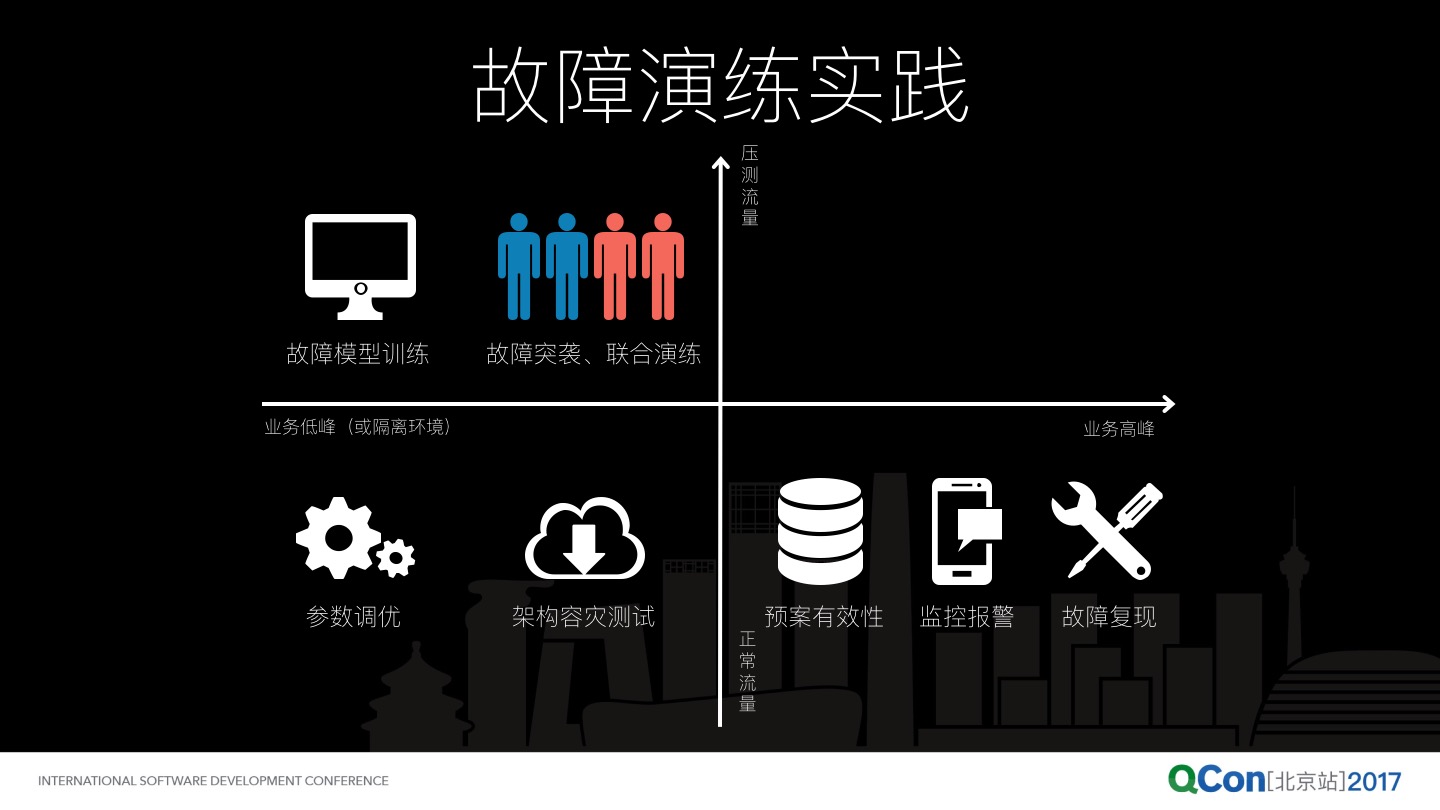 故障演练实践
压测流量
故障模型训练
故障突袭、联合演练
业务低峰（或隔离环境）
业务高峰
参数调优
架构容灾测试
预案有效性
监控报警
故障复现
正常流量
INTERNATIONAL SOFTWARE DEVELOPMENT CONFERENCE
QCon[北京站]2017